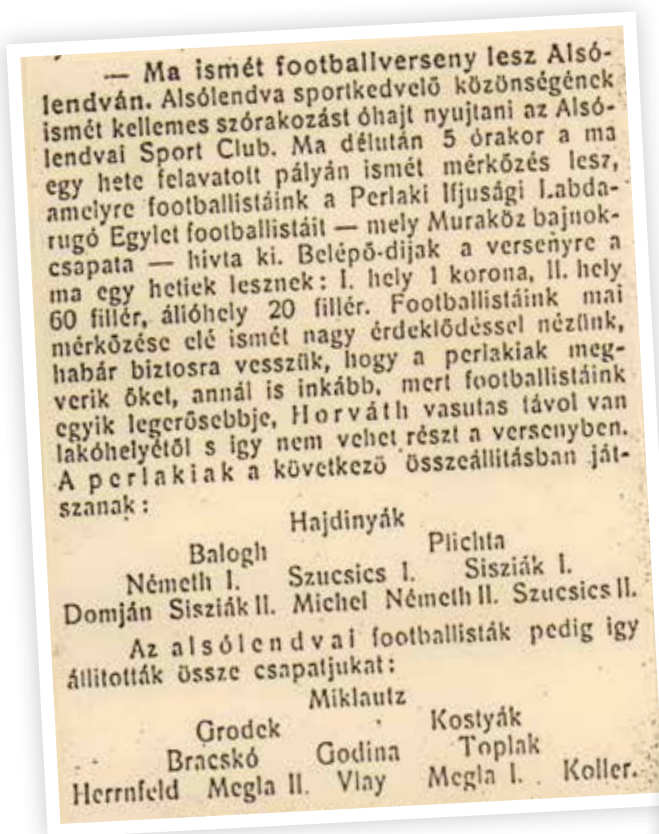 — Ma ismét footballverseny lesz Alsó-
lendván. Alsólendva sportkedvelő közönségének
ismét kellemes szórakozást óhajt nyujtani az Alsó-
lendvai Sport Club. Ma délután 5 órakor a ma
egy hete felavatott pályán ismét mérkőzés lesz,
amelyre footballistáink a Perlaki Ifjusági Labda-
rugó Egylet footballistáit — mely Muraköz bajnok-
csapata — hivta ki. Belépő-dijak a versenyre a
ma egy hetiek lesznek: I. hely 1 korona, II. hely
60 fillér, állóhely 20 fillér. Footballistáink mai
mérkőzése elé ismét nagy érdeklődéssel nézünk,
habár biztosra vesszük, hogy a perlakiak meg-
verik őket, annál is inkább, mert footballistáink
egyik legerősebbje, Horváth vasutas távol van
lakóhelyétől s igy nem vehet részt a versenyben.
A perlakiak a következő összeállitásban ját-
szanak:
Hajdinyák
Balogh Plichta
Németh I. Szucsics I. Sisziák I.
Domján Sisziák II. Michel Németh II. Szucsics II.
Az alsólendvai footballisták pedig igy
állitották össze csapatjukat:
Miklautz
Grodek Kostyák
Bracskó Godina Toplak
Herrnfeld Megla II. Vlay Megla I. Koller.